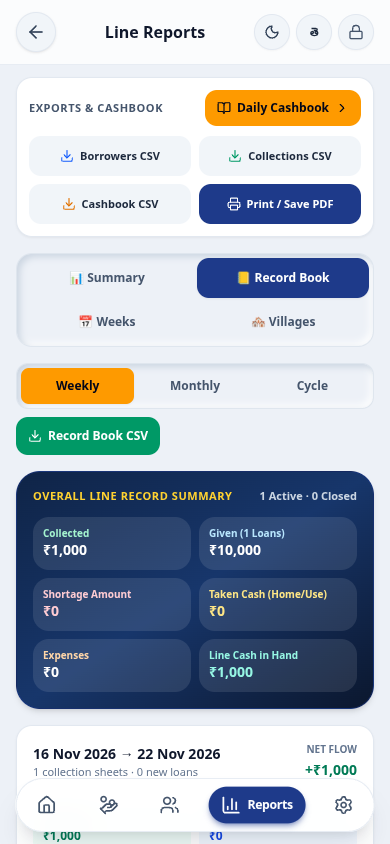 Line Reports
తె
EXPORTS & CASHBOOK
Daily Cashbook
Borrowers CSV
Collections CSV
Cashbook CSV
Print / Save PDF
Summary
Record Book
Weeks
Villages
Weekly
Monthly
Cycle
Record Book CSV
OVERALL LINE RECORD SUMMARY
1 Active · 0 Closed
Collected
₹1,000
Given (1 Loans)
₹10,000
Shortage Amount
₹0
Taken Cash (Home/Use)
₹0
Expenses
₹0
Line Cash in Hand
₹1,000
16 Nov 2026 → 22 Nov 2026
NET FLOW
1 collection sheets · 0 new loans
+₹1,000
Reports
₹1,000
₹0